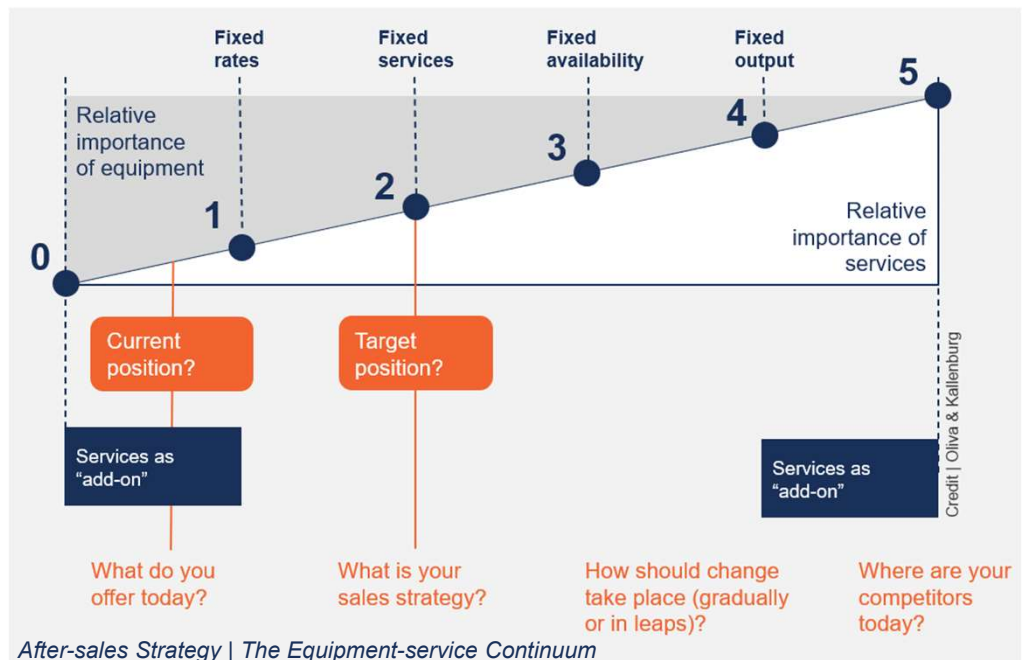 Fixed
rates
Fixed
services
Fixed
availability
Fixed
output
5
4
3
2
1
0
Relative
importance
of equipment
Relative
importance of
services
Current
position?
Target
position?
Services as
"add-on"
Services as
"add-on"
Credit | Oliva & Kallenburg
What do you
offer today?
What is your
sales strategy?
How should change
take place (gradually
or in leaps)?
Where are your
competitors
today?
After-sales Strategy | The Equipment-service Continuum